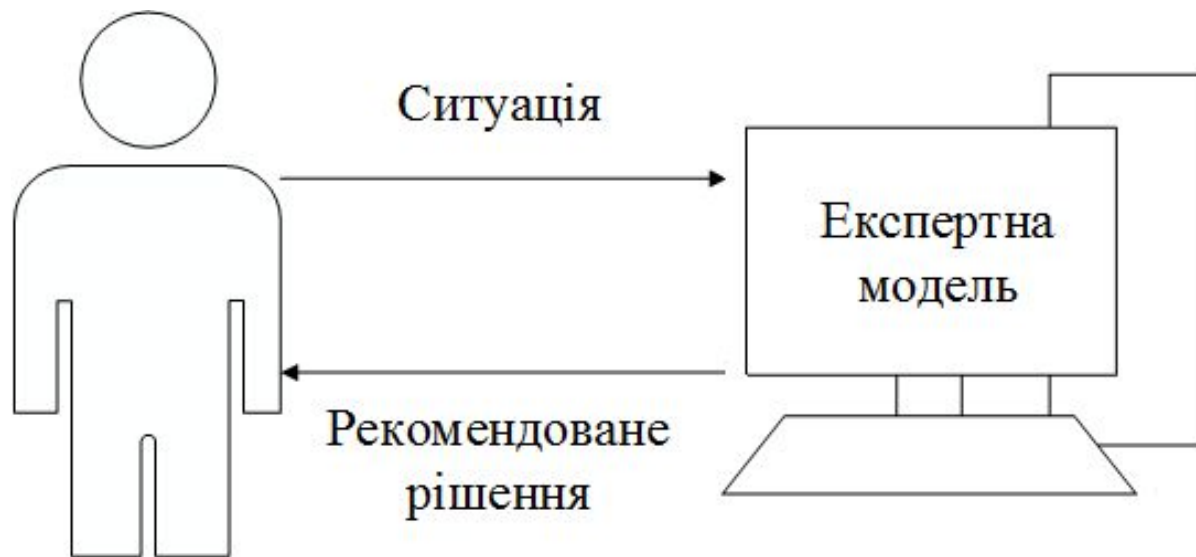 Ситуація
Експертна
модель
Рекомендоване
рішення